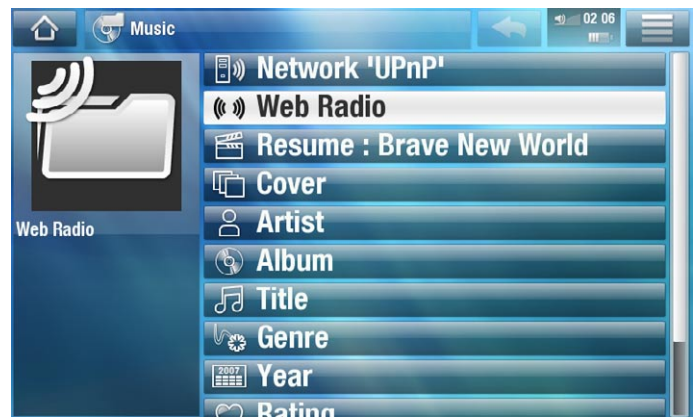 Music
02 06
Network 'UPnP'
Web Radio
Resume : Brave New World
Cover
Artist
Web Radio
Album
Title
Genre
2007
Year
Rating